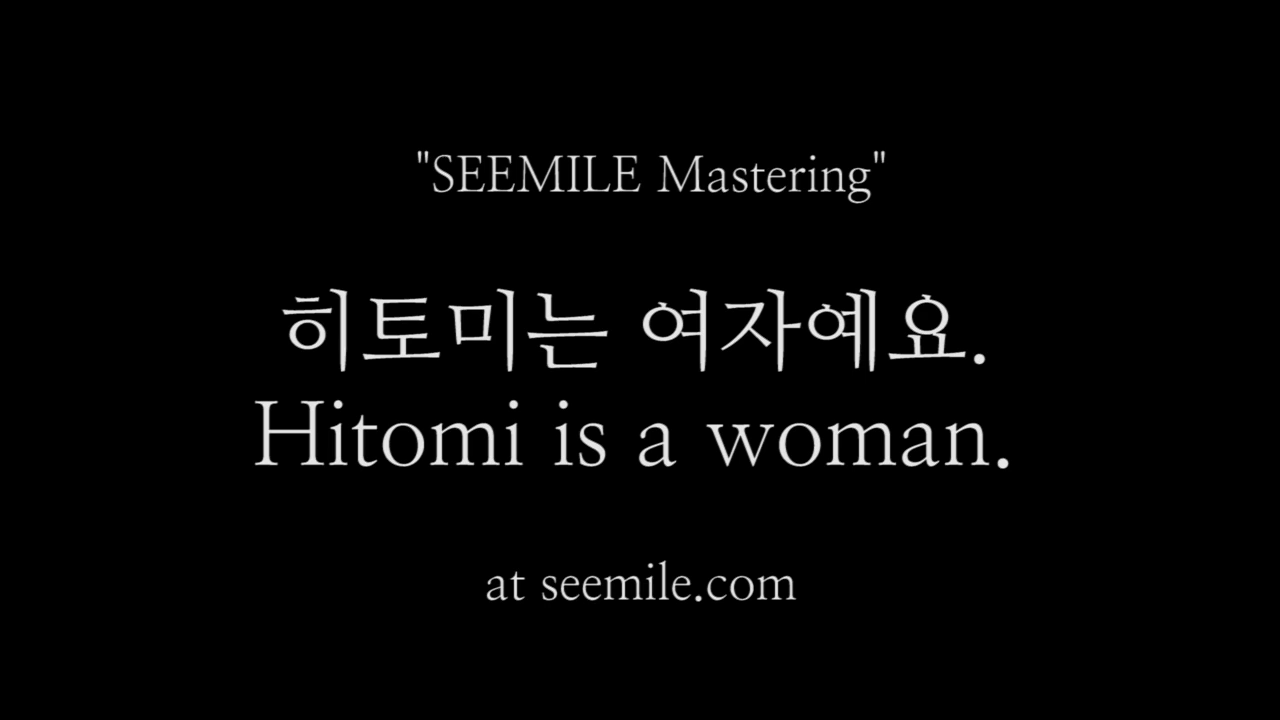 "SEEMILE Mastering"
히토미는 여자예요.
Hitomi is a woman.
at seemile.com